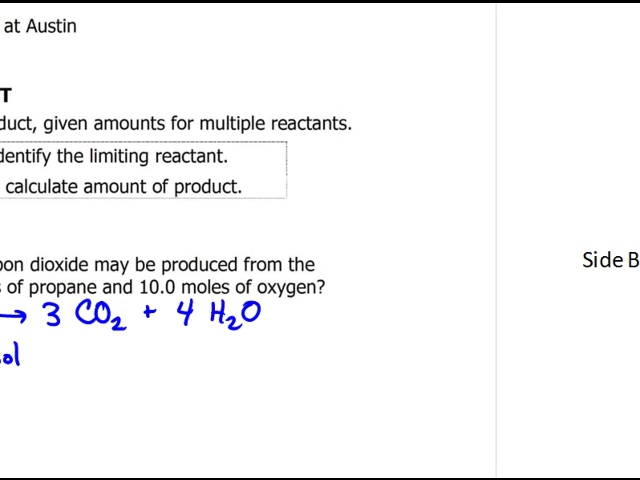 at Austin
T
duct, given amounts for multiple reactants.
dentify the limiting reactant.
calculate amount of product.
bon dioxide may be produced from the
s of propane and 10.0 moles of oxygen?
→ 3 CO₂ + 4 H₂O
ol
Side B